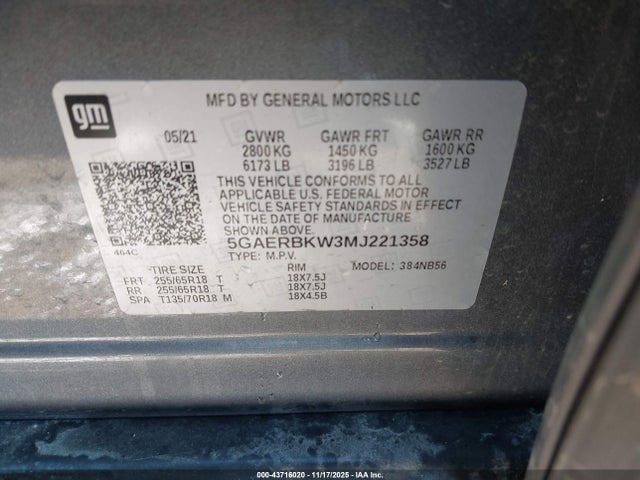 gm
MFD BY GENERAL MOTORS LLC
05/21 GVWR GAWR FRT GAWR RR
2800 KG 1450 KG 1600 KG
6173 LB 3196 LB 3527 LB
THIS VEHICLE CONFORMS TO ALL
APPLICABLE U.S. FEDERAL MOTOR
VEHICLE SAFETY STANDARDS IN EFFECT
ON THE DATE OF MANUFACTURE
SHOWN ABOVE.
464C
5GAERBKW3MJ221358
TYPE: M.P.V. MODEL: 384NB56
TIRE SIZE RIM
FRT 255/65R18 T 18X7.5J
RR 255/65R18 T 18X7.5J
SPA T135/70R18 M 18X4.5B
000-43716020 — 11/17/2025 — IAA Inc.